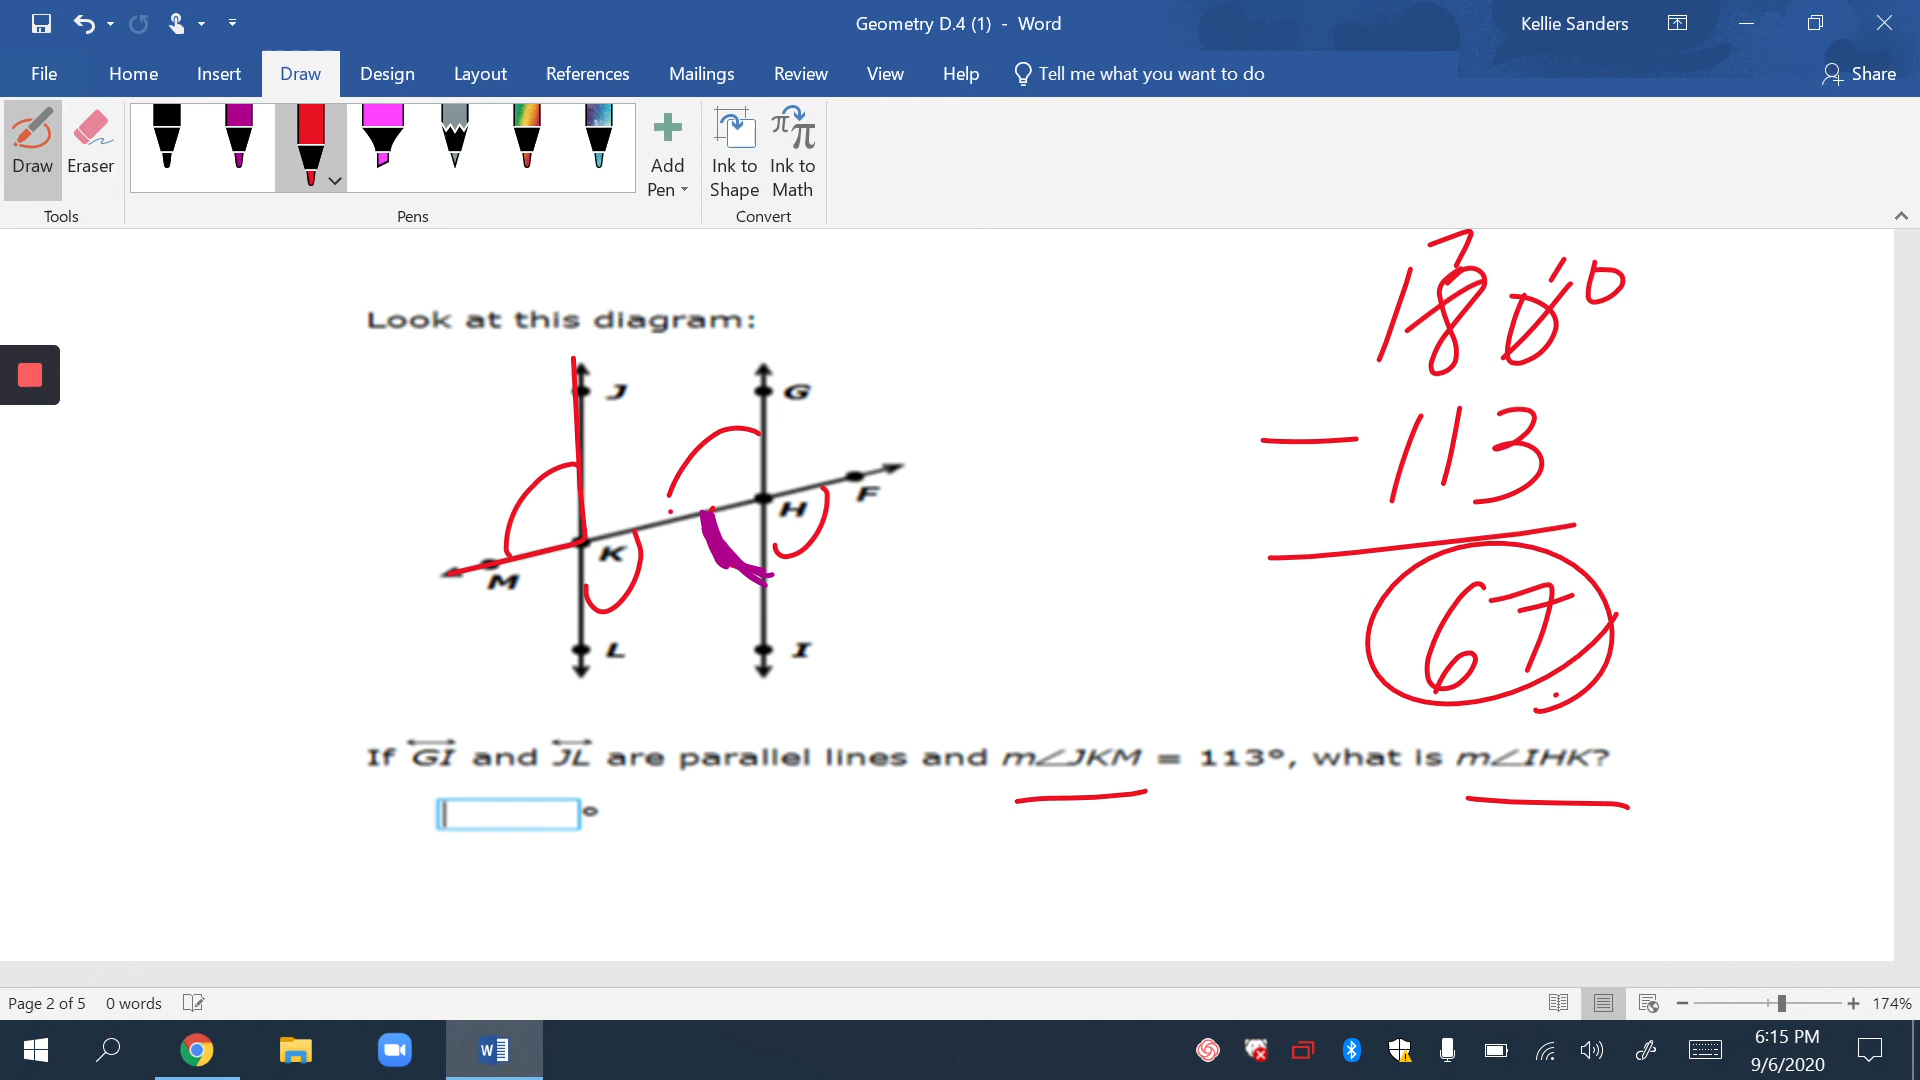 Geometry D.4 (1) - Word
Kellie Sanders
File Home Insert Draw Design Layout References Mailings Review View Help Tell me what you want to do Share
Draw Eraser Add Pen Ink to Shape Ink to Math
Tools Pens Convert
7 1
180°
Look at this diagram:
J G
-113
F
H
K
M
67
L I
If GI and JL are parallel lines and m∠JKM = 113°, what is m∠IHK?
°
Page 2 of 5 0 words 174%
6:15 PM
9/6/2020